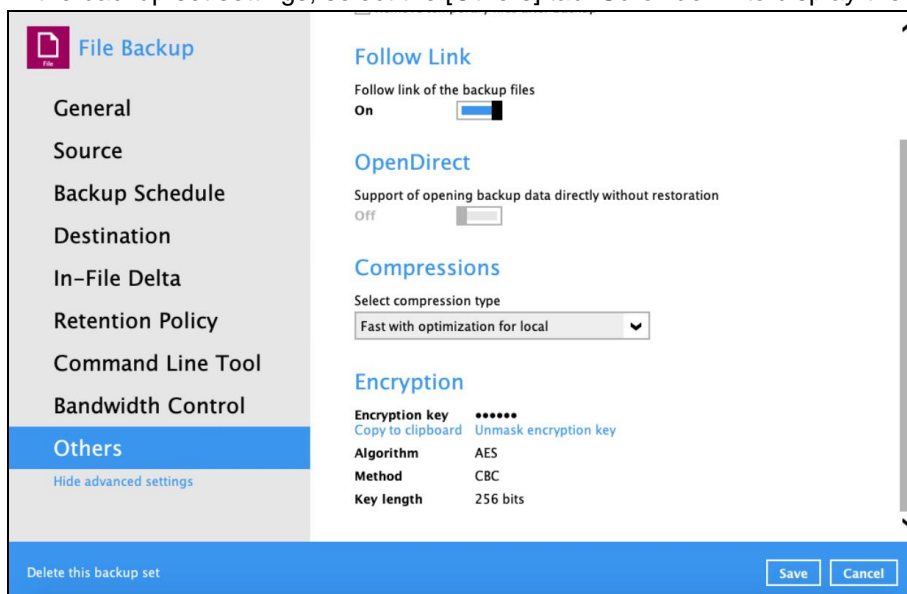 File Backup
File
General
Source
Backup Schedule
Destination
In-File Delta
Retention Policy
Command Line Tool
Bandwidth Control
Others
Hide advanced settings
Follow Link
Follow link of the backup files
On
OpenDirect
Support of opening backup data directly without restoration
Off
Compressions
Select compression type
Fast with optimization for local
Encryption
Encryption key ••••••
Copy to clipboard Unmask encryption key
Algorithm AES
Method CBC
Key length 256 bits
Delete this backup set
Save Cancel